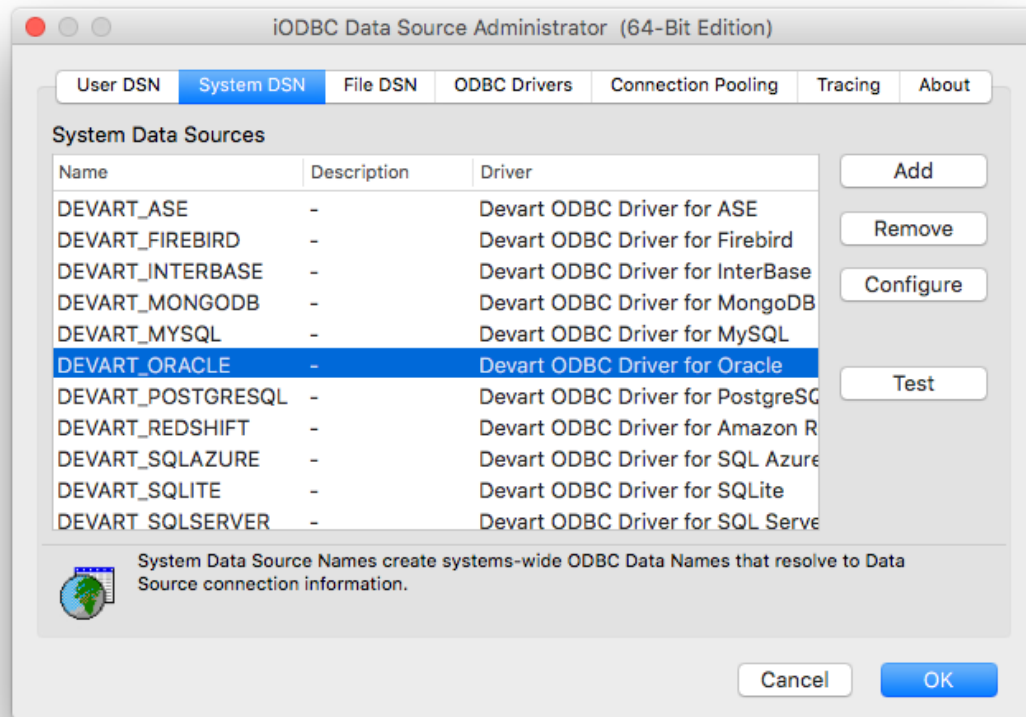 iODBC Data Source Administrator (64-Bit Edition)
User DSN System DSN File DSN ODBC Drivers Connection Pooling Tracing About
System Data Sources
Name Description Driver
DEVART_ASE - Devart ODBC Driver for ASE
DEVART_FIREBIRD - Devart ODBC Driver for Firebird
DEVART_INTERBASE - Devart ODBC Driver for InterBase
DEVART_MONGODB - Devart ODBC Driver for MongoDB
DEVART_MYSQL - Devart ODBC Driver for MySQL
DEVART_ORACLE - Devart ODBC Driver for Oracle
DEVART_POSTGRESQL - Devart ODBC Driver for PostgreSQ
DEVART_REDSHIFT - Devart ODBC Driver for Amazon R
DEVART_SQLAZURE - Devart ODBC Driver for SQL Azure
DEVART_SQLITE - Devart ODBC Driver for SQLite
DEVART_SQLSERVER - Devart ODBC Driver for SQL Serve
Add
Remove
Configure
Test
System Data Source Names create systems-wide ODBC Data Names that resolve to Data
Source connection information.
Cancel OK